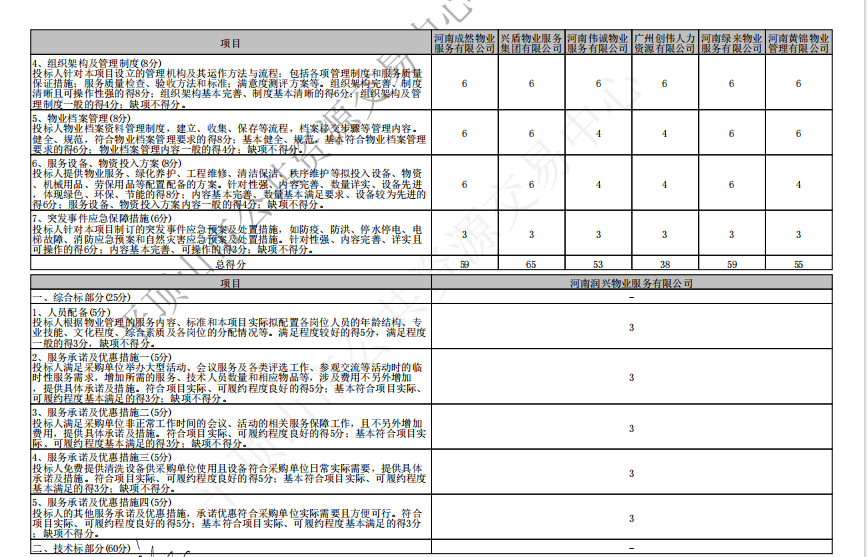 项目 河南成然物业服务有限公司 兴盾物业服务集团有限公司 河南伟诚物业服务有限公司 广州创伟人力资源有限公司 河南绿来物业服务有限公司 河南黄锦物业管理有限公司
4、组织架构及管理制度(8分)
投标人针对本项目设立的管理机构及其运作方法与流程；包括各项管理制度和服务质量
保证措施；服务质量检查、验收方法和标准；满意度测评方案等。组织架构完善、制度
清晰且可操作性强的得8分；组织架构基本完善、制度基本清晰的得6分；组织架构及管
理制度一般的得4分；缺项不得分。
6 6 6 6 6 6
5、物业档案管理(8分)
投标人物业档案资料管理制度，建立、收集、保存等流程，档案移交步骤等管理内容。
健全、规范，符合物业档案管理要求的得8分；基本健全、规范，基本符合物业档案管理
要求的得6分；物业档案管理内容一般的得4分；缺项不得分。
6 6 4 4 6 6
6、服务设备、物资投入方案(8分)
投标人提供物业服务、绿化养护、工程维修、清洁保洁、秩序维护等拟投入设备、物资
、机械用品、劳保用品等配置配备的方案。针对性强、内容完善、数量详实、设备先进
，体现绿色、环保、节能的得8分；内容基本完善、数量基本满足要求、设备较为先进的
得6分；服务设备、物资投入方案内容一般的得4分；缺项不得分。
6 6 4 4 6 4
7、突发事件应急保障措施(6分)
投标人针对本项目制订的突发事件应急预案及处置措施，如防疫、防洪、停水停电、电
梯故障、消防应急预案和自然灾害应急预案及处置措施。针对性强、内容完善、详实且
可操作的得6分；内容基本完善、可操作的得3分；缺项不得分。
3 3 3 3 3 3
总得分 59 65 53 38 59 55
项目 河南润兴物业服务有限公司
一、综合标部分(25分) －
1、人员配备(5分)
投标人根据物业管理的服务内容、标准和本项目实际拟配置各岗位人员的年龄结构、专
业技能、文化程度、综合素质及各岗位的分配情况等。满足程度较好的得5分，满足程度
一般的得3分，缺项不得分。
3
2、服务承诺及优惠措施一(5分)
投标人满足采购单位举办大型活动、会议服务及各类评选工作、参观交流等活动时的临
时性服务需求，增加所需的服务、技术人员数量和相应物品等，涉及费用不另外增加
，提供具体承诺及措施。符合项目实际、可履约程度良好的得5分；基本符合项目实际、
可履约程度基本满足的得3分；缺项不得分。
3
3、服务承诺及优惠措施二(5分)
投标人满足采购单位非正常工作时间的会议、活动的相关服务保障工作，且不另外增加
费用，提供具体承诺及措施。符合项目实际、可履约程度良好的得5分；基本符合项目实
际、可履约程度基本满足的得3分；缺项不得分。
3
4、服务承诺及优惠措施三(5分)
投标人免费提供清洗设备供采购单位使用且设备符合采购单位日常实际需要，提供具体
承诺及措施。符合项目实际、可履约程度良好的得5分；基本符合项目实际、可履约程度
基本满足的得3分；缺项不得分。
3
5、服务承诺及优惠措施四(5分)
投标人的其他服务承诺及优惠措施，承诺优惠符合采购单位实际需要且方便可行。符合
项目实际、可履约程度良好的得5分；基本符合项目实际、可履约程度基本满足的得3分
；缺项不得分。
3
二、技术标部分(60分) －
平顶山市公共资源交易中心
平顶山市公共资源交易中心